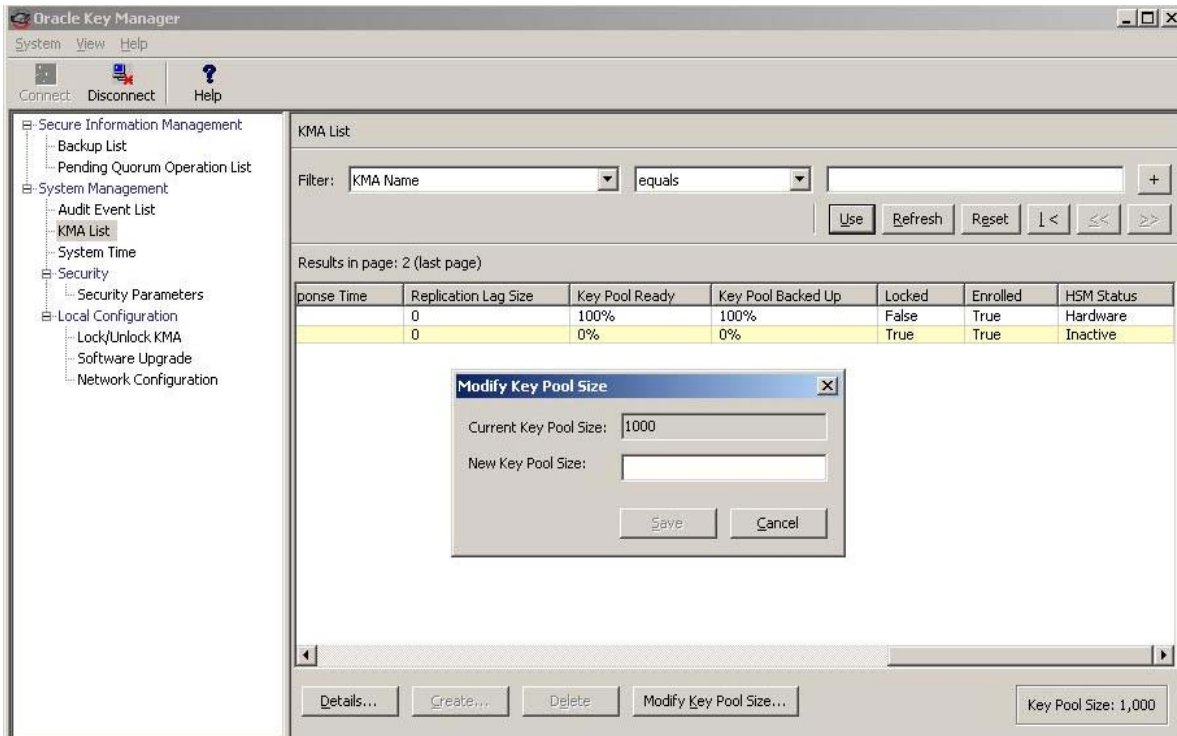 Oracle Key Manager
System View Help
Connect Disconnect Help
Secure Information Management
Backup List
Pending Quorum Operation List
System Management
Audit Event List
KMA List
System Time
Security
Security Parameters
Local Configuration
Lock/Unlock KMA
Software Upgrade
Network Configuration
KMA List
Filter: KMA Name equals +
Use Refresh Reset |< << >>
Results in page: 2 (last page)
ponse Time Replication Lag Size Key Pool Ready Key Pool Backed Up Locked Enrolled HSM Status
0 100% 100% False True Hardware
0 0% 0% True True Inactive
Modify Key Pool Size
Current Key Pool Size: 1000
New Key Pool Size:
Save Cancel
Details... Create... Delete Modify Key Pool Size... Key Pool Size: 1,000